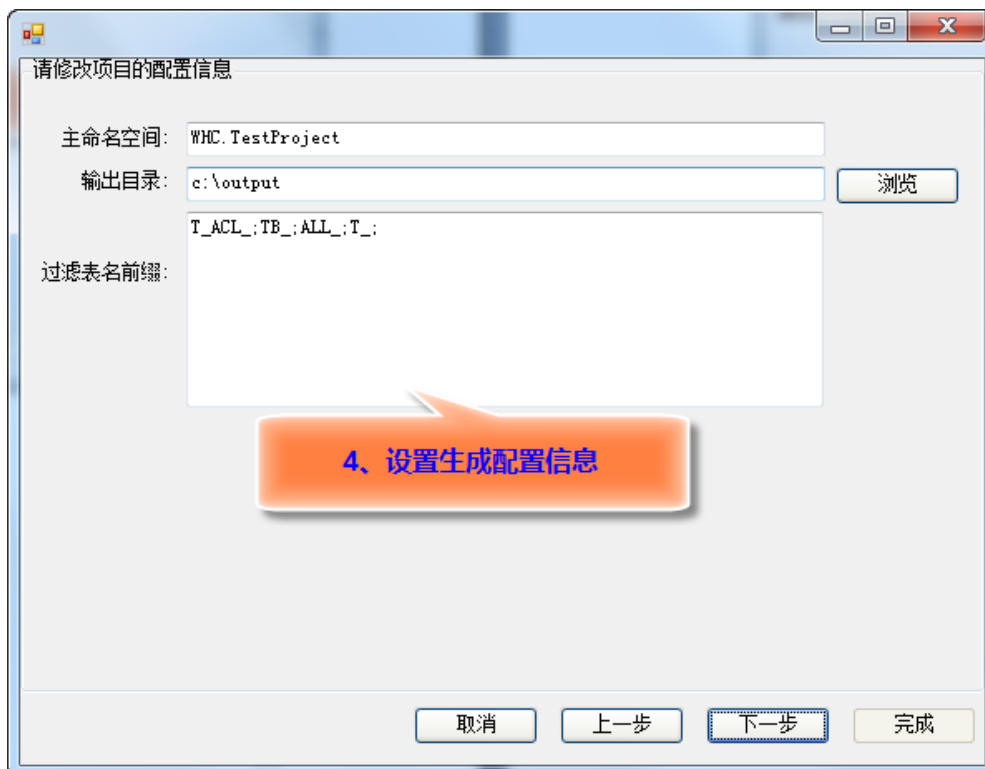 请修改项目的配置信息
主命名空间: WHC.TestProject
输出目录: c:\output 浏览
过滤表名前缀: T_ACL_;TB_;ALL_;T_;
4、设置生成配置信息
取消 上一步 下一步 完成